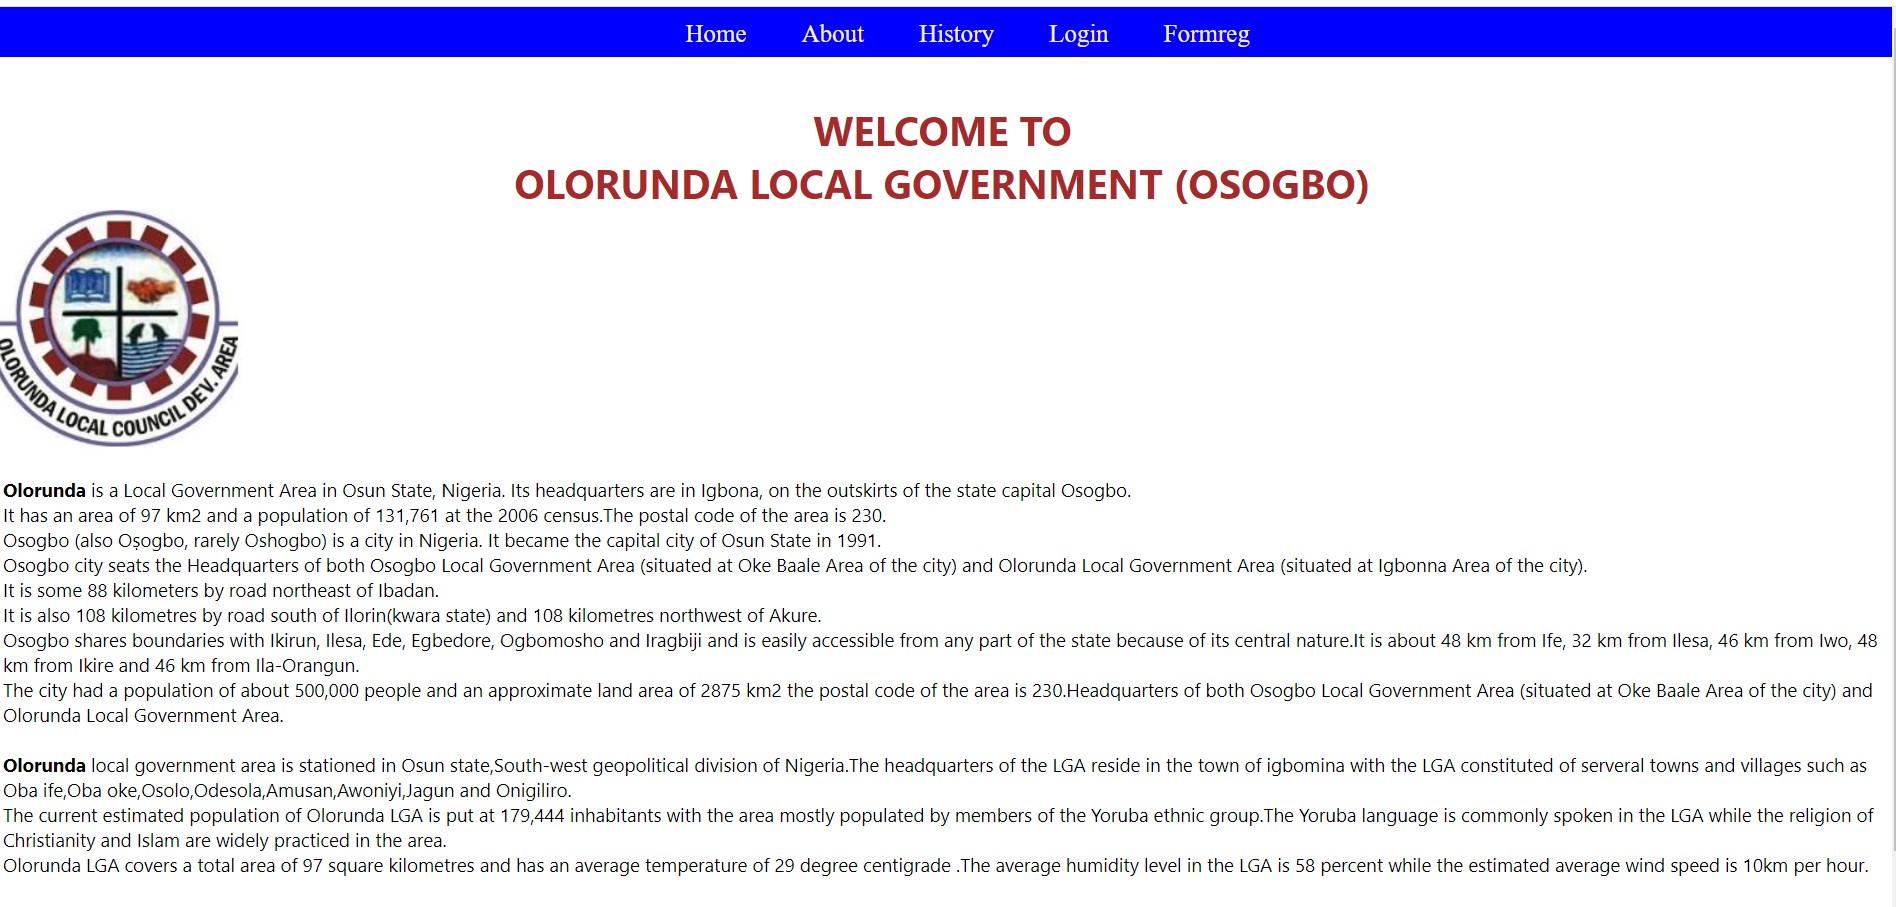 Home About History Login Formreg
WELCOME TO
OLORUNDA LOCAL GOVERNMENT (OSOGBO)
OLORUNDA LOCAL COUNCIL DEV. AREA
Olorunda is a Local Government Area in Osun State, Nigeria. Its headquarters are in Igbona, on the outskirts of the state capital Osogbo.
It has an area of 97 km2 and a population of 131,761 at the 2006 census.The postal code of the area is 230.
Osogbo (also Oṣogbo, rarely Oshogbo) is a city in Nigeria. It became the capital city of Osun State in 1991.
Osogbo city seats the Headquarters of both Osogbo Local Government Area (situated at Oke Baale Area of the city) and Olorunda Local Government Area (situated at Igbonna Area of the city).
It is some 88 kilometers by road northeast of Ibadan.
It is also 108 kilometres by road south of Ilorin(kwara state) and 108 kilometres northwest of Akure.
Osogbo shares boundaries with Ikirun, Ilesa, Ede, Egbedore, Ogbomosho and Iragbiji and is easily accessible from any part of the state because of its central nature.It is about 48 km from Ife, 32 km from Ilesa, 46 km from Iwo, 48
km from Ikire and 46 km from Ila-Orangun.
The city had a population of about 500,000 people and an approximate land area of 2875 km2 the postal code of the area is 230.Headquarters of both Osogbo Local Government Area (situated at Oke Baale Area of the city) and
Olorunda Local Government Area.
Olorunda local government area is stationed in Osun state,South-west geopolitical division of Nigeria.The headquarters of the LGA reside in the town of igbomina with the LGA constituted of serveral towns and villages such as
Oba ife,Oba oke,Osolo,Odesola,Amusan,Awoniyi,Jagun and Onigiliro.
The current estimated population of Olorunda LGA is put at 179,444 inhabitants with the area mostly populated by members of the Yoruba ethnic group.The Yoruba language is commonly spoken in the LGA while the religion of
Christianity and Islam are widely practiced in the area.
Olorunda LGA covers a total area of 97 square kilometres and has an average temperature of 29 degree centigrade .The average humidity level in the LGA is 58 percent while the estimated average wind speed is 10km per hour.